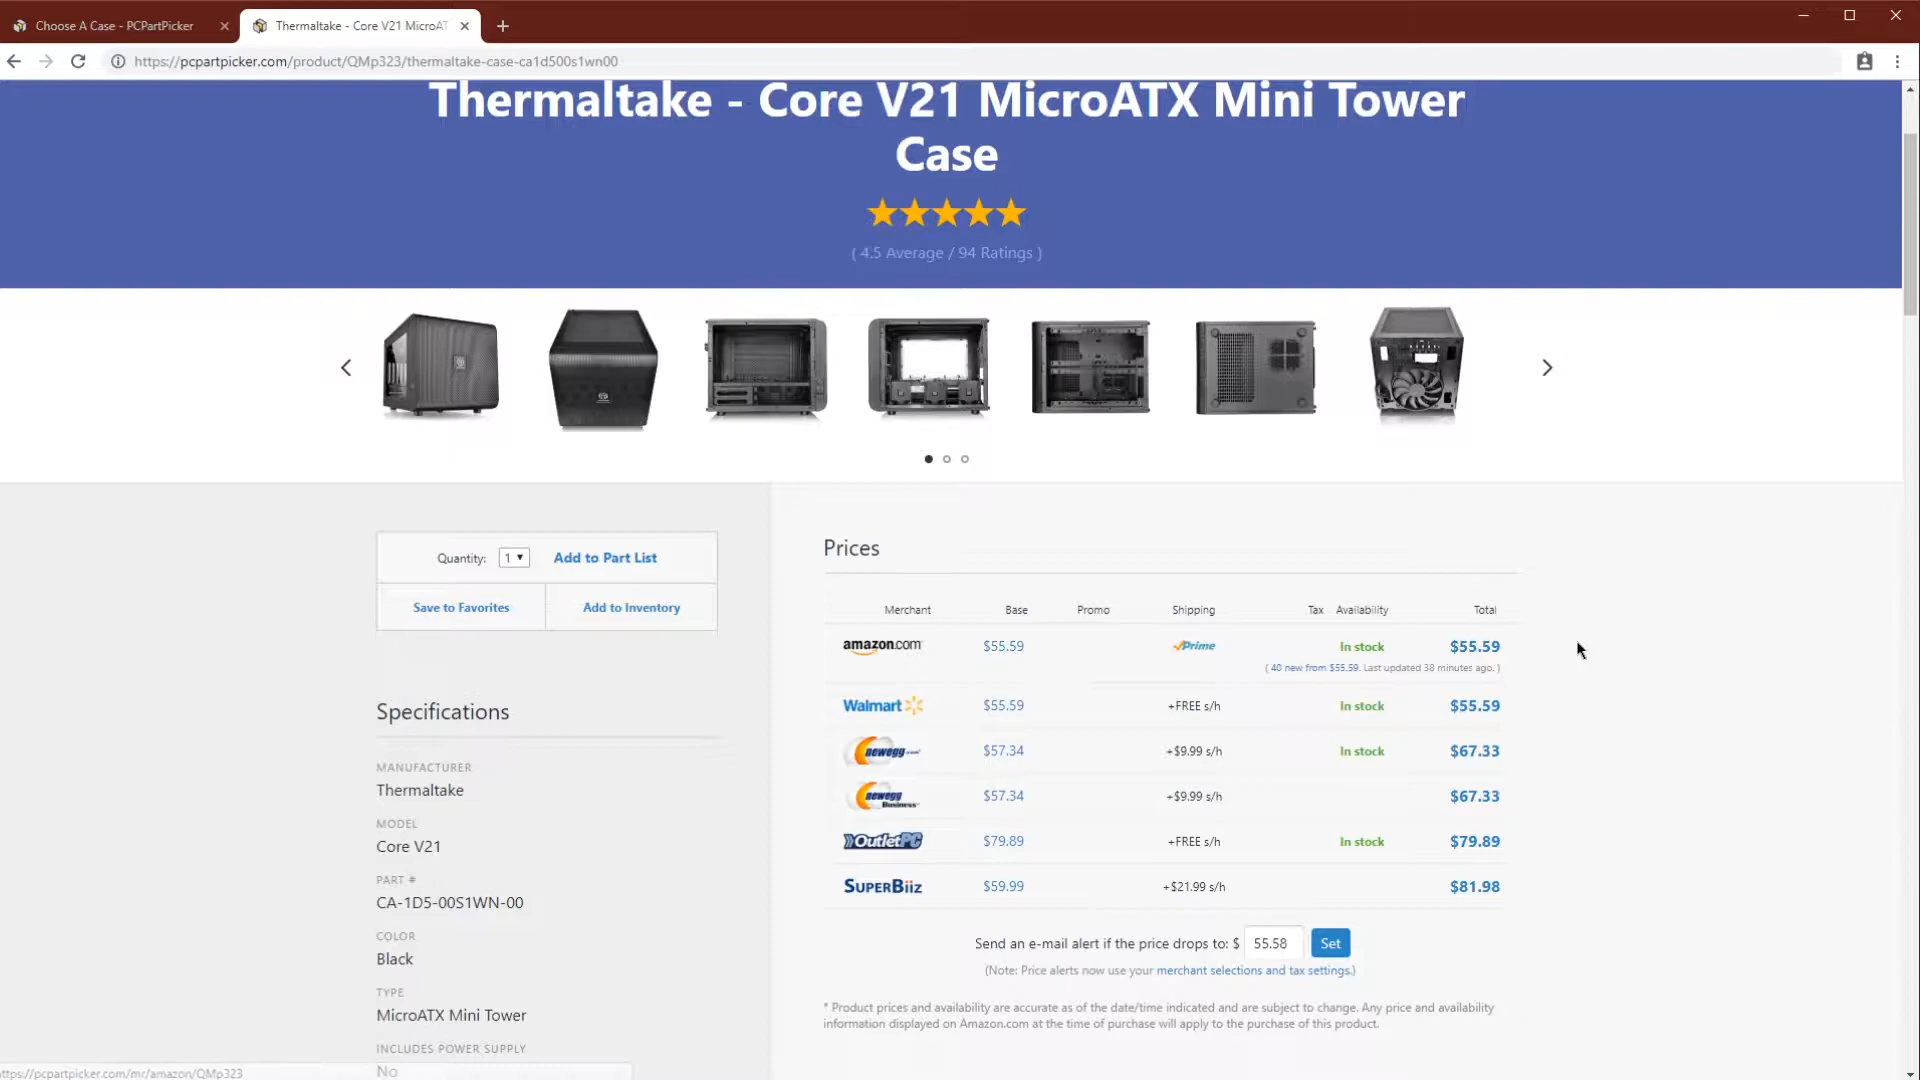 Choose A Case - PCPartPicker
Thermaltake - Core V21 MicroAT
https://pcpartpicker.com/product/QMp323/thermaltake-case-ca1d500s1wn00
Thermaltake - Core V21 MicroATX Mini Tower
Case
( 4.5 Average / 94 Ratings )
Quantity: 1 Add to Part List
Save to Favorites Add to Inventory
Specifications
MANUFACTURER
Thermaltake
MODEL
Core V21
PART #
CA-1D5-00S1WN-00
COLOR
Black
TYPE
MicroATX Mini Tower
INCLUDES POWER SUPPLY
No
Prices
Merchant Base Promo Shipping Tax Availability Total
amazon.com $55.59 Prime In stock $55.59
( 40 new from $55.59. Last updated 38 minutes ago. )
Walmart $55.59 +FREE s/h In stock $55.59
newegg.com $57.34 +$9.99 s/h In stock $67.33
newegg Business $57.34 +$9.99 s/h $67.33
OutletPC $79.89 +FREE s/h In stock $79.89
SuperBiiz $59.99 +$21.99 s/h $81.98
Send an e-mail alert if the price drops to: $ 55.58 Set
(Note: Price alerts now use your merchant selections and tax settings.)
* Product prices and availability are accurate as of the date/time indicated and are subject to change. Any price and availability
information displayed on Amazon.com at the time of purchase will apply to the purchase of this product.
ttps://pcpartpicker.com/mr/amazon/QMp323